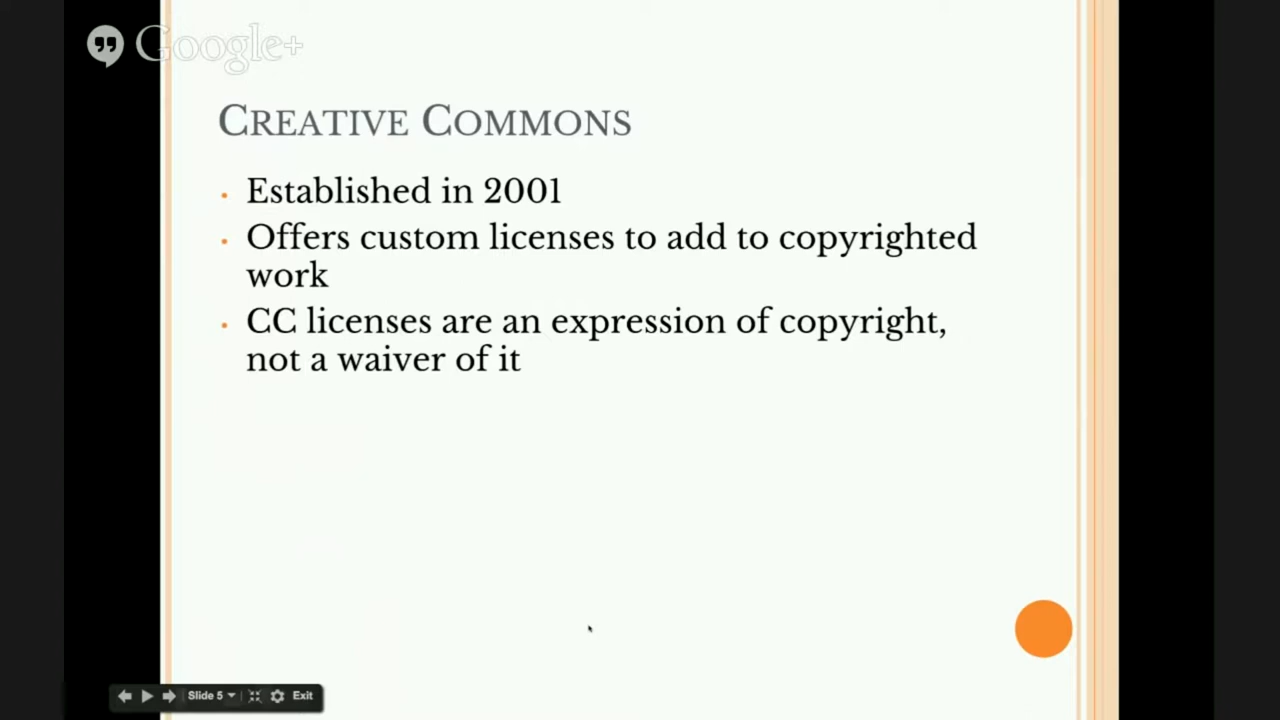 Google+
CREATIVE COMMONS
• Established in 2001
• Offers custom licenses to add to copyrighted
work
• CC licenses are an expression of copyright,
not a waiver of it
Slide 5
Exit